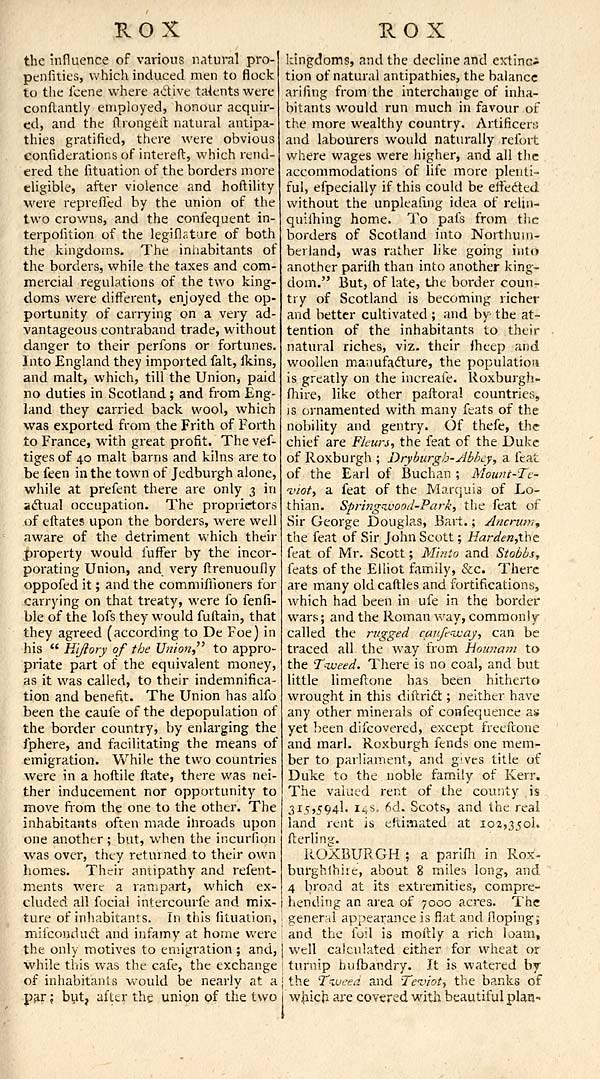 ROX
the influence of various natural pro-
penſities, which induced men to flock
to the ſcene where active talents were
conſtantly employed, honour acquir-
ed, and the ſtrongeſt natural antipa-
thies gratified, there were obvious
conſiderations of intereſt, which rend-
ered the ſituation of the borders more
eligible, after violence and hoſtility
were repreſſed by the union of the
two crowns, and the conſequent in-
terpoſition of the legiſlature of both
the kingdoms. The inhabitants of
the borders, while the taxes and com-
mercial regulations of the two king-
doms were different, enjoyed the op-
portunity of carrying on a very ad-
vantageous contraband trade, without
danger to their perſons or fortunes.
Into England they imported ſalt, ſkins,
and malt, which, till the Union, paid
no duties in Scotland; and from Eng-
land they carried back wool, which
was exported from the Frith of Forth
to France, with great profit. The veſ-
tiges of 40 malt barns and kilns are to
be ſeen in the town of Jedburgh alone,
while at preſent there are only 3 in
actual occupation. The proprietors
of eſtates upon the borders, were well
aware of the detriment which their
property would ſuffer by the incor-
porating Union, and very ſtrenuouſly
oppoſed it; and the commiſſioners for
carrying on that treaty, were ſo ſenſi-
ble of the loſs they would ſuſtain, that
they agreed (according to De Foe) in
his "Hiſtory of the Union," to appro-
priate part of the equivalent money,
as it was called, to their indemnifica-
tion and benefit. The Union has alſo
been the cauſe of the depopulation of
the border country, by enlarging the
ſphere, and facilitating the means of
emigration. While the two countries
were in a hoſtile ſtate, there was nei-
ther inducement nor opportunity to
move from the one to the other. The
inhabitants often made inroads upon
one another; but, when the incurſion
was over, they returned to their own
homes. Their antipathy and reſent-
ments were a rampart, which ex-
cluded all ſocial intercourſe and mix-
ture of inhabitants. In this ſituation,
miſconduct and infamy at home were
the only motives to emigration; and,
while this was the caſe, the exchange
of inhabitants would be nearly at a
par; but, after the union of the two
ROX
kingdoms, and the decline and extinc-
tion of natural antipathies, the balance
ariſing from the interchange of inha-
bitants would run much in favour of
the more wealthy country. Artificers
and labourers would naturally reſort
where wages were higher, and all the
accommodations of life more plenti-
ful, eſpecially if this could be effected
without the unpleaſing idea of relin-
quiſhing home. To paſs from the
borders of Scotland into Northum-
berland, was rather like going into
another pariſh than into another king-
dom." But, of late, the border coun-
try of Scotland is becoming richer
and better cultivated; and by the at-
tention of the inhabitants to their
natural riches, viz. their ſheep and
woollen manufacture, the population
is greatly on the increaſe. Roxburgh-
ſhire, like other paſtoral countries,
is ornamented with many ſeats of the
nobility and gentry. Of theſe, the
chief are Fleurs, the ſeat of the Duke
of Roxburgh; Dryburgh-Abbey, a ſeat
of the Earl of Buchan; Mount-Te-
viot, a ſeat of the Marquis of Lo-
thian. Springwood-Park, the ſeat of
Sir George Douglas, Bart.; Ancrum,
the ſeat of Sir John Scott; Harden,the
ſeat of Mr. Scott; Minto and Stobbs,
ſeats of the Elliot family, &c. There
are many old caſtles and fortifications,
which had been in uſe in the border
wars; and the Roman way, commonly
called the rugged cauſeway, can be
traced all the way from Hounam to
the Tweed. There is no coal, and but
little limeſtone has been hitherto
wrought in this diſtrict; neither have
any other minerals of conſequence as
yet been diſcovered, except freeſtone
and marl. Roxburgh ſends one mem-
ber to parliament, and gives title of
Duke to the noble family of Kerr.
The valued rent of the county is
315,594l. 14s. 6d. Scots, and the real
land rent is eſtimated at 102,350l.
ſterling.
ROXBURGH; a pariſh in Rox-
burghſhire, about 8 miles long, and
4 broad at its extremities, compre-
hending an area of 7000 acres. The
general appearance is flat and ſloping;
and the ſoil is moſtly a rich loam,
well calculated either for wheat or
turnip huſbandry. It is watered by
the Tweed and Teviot, the banks of
which are covered with beautiful plan-